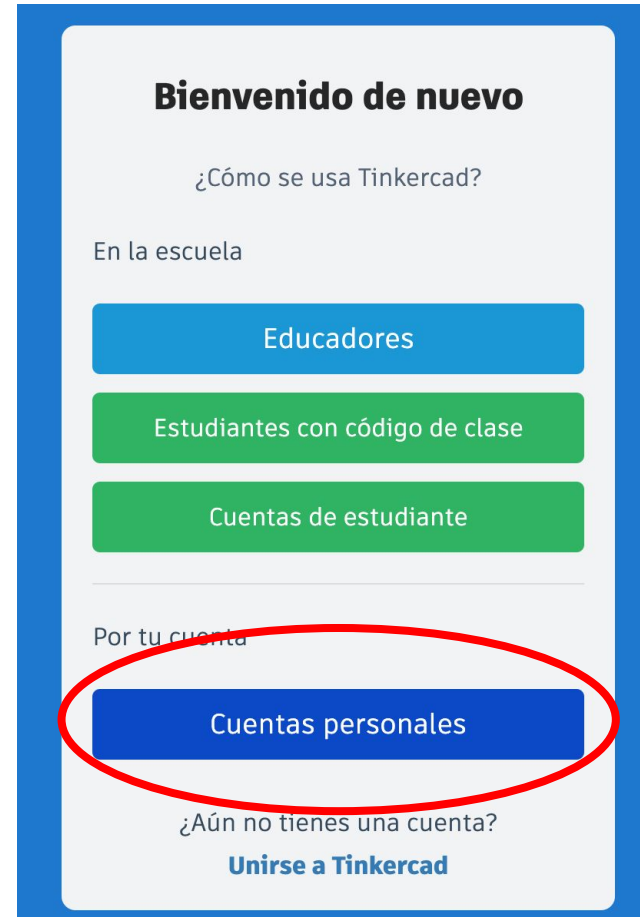 Bienvenido de nuevo
¿Cómo se usa Tinkercad?
En la escuela
Educadores
Estudiantes con código de clase
Cuentas de estudiante
Por tu cuenta
Cuentas personales
¿Aún no tienes una cuenta?
Unirse a Tinkercad